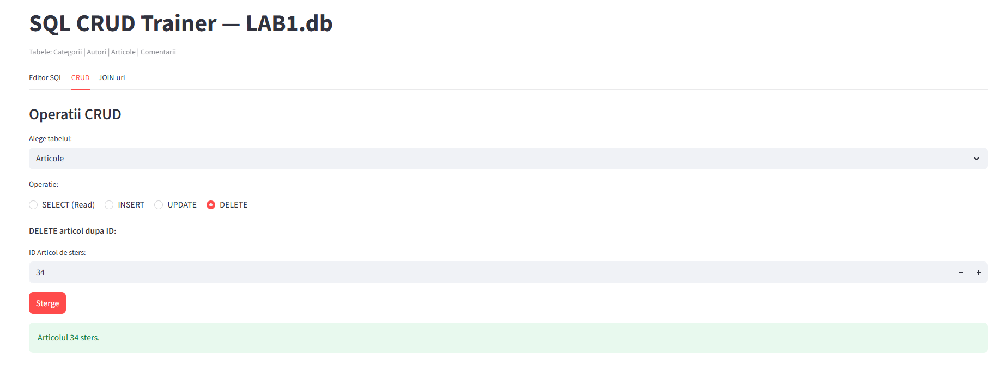 SQL CRUD Trainer — LAB1.db
Tabele: Categorii | Autori | Articole | Comentarii
Editor SQL CRUD JOIN-uri
Operatii CRUD
Alege tabelul:
Articole
Operatie:
SELECT (Read) INSERT UPDATE DELETE
DELETE articol dupa ID:
ID Articol de sters:
34
Sterge
Articolul 34 sters.